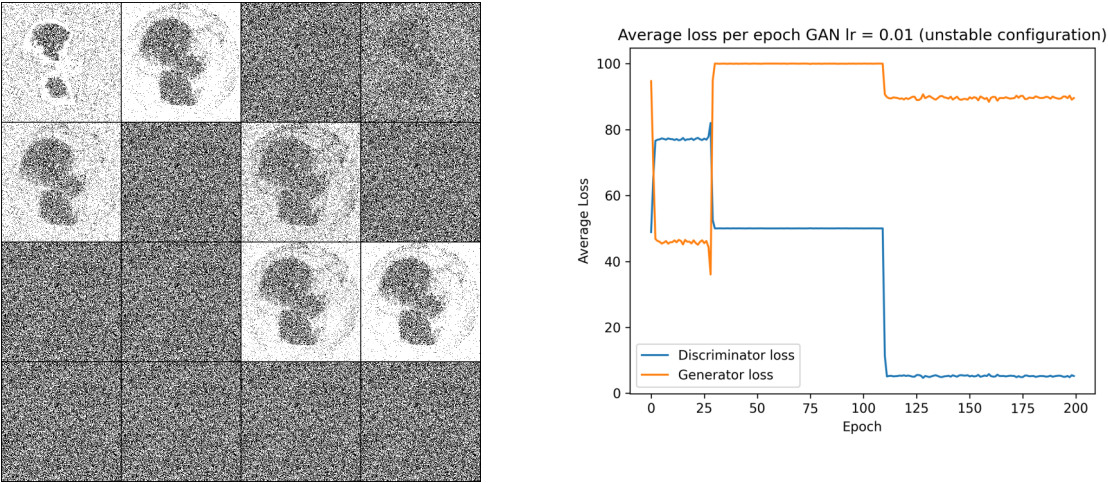 Average loss per epoch GAN lr = 0.01 (unstable configuration)
100
80
60
40
20
0
Average Loss
Discriminator loss
Generator loss
0 25 50 75 100 125 150 175 200
Epoch